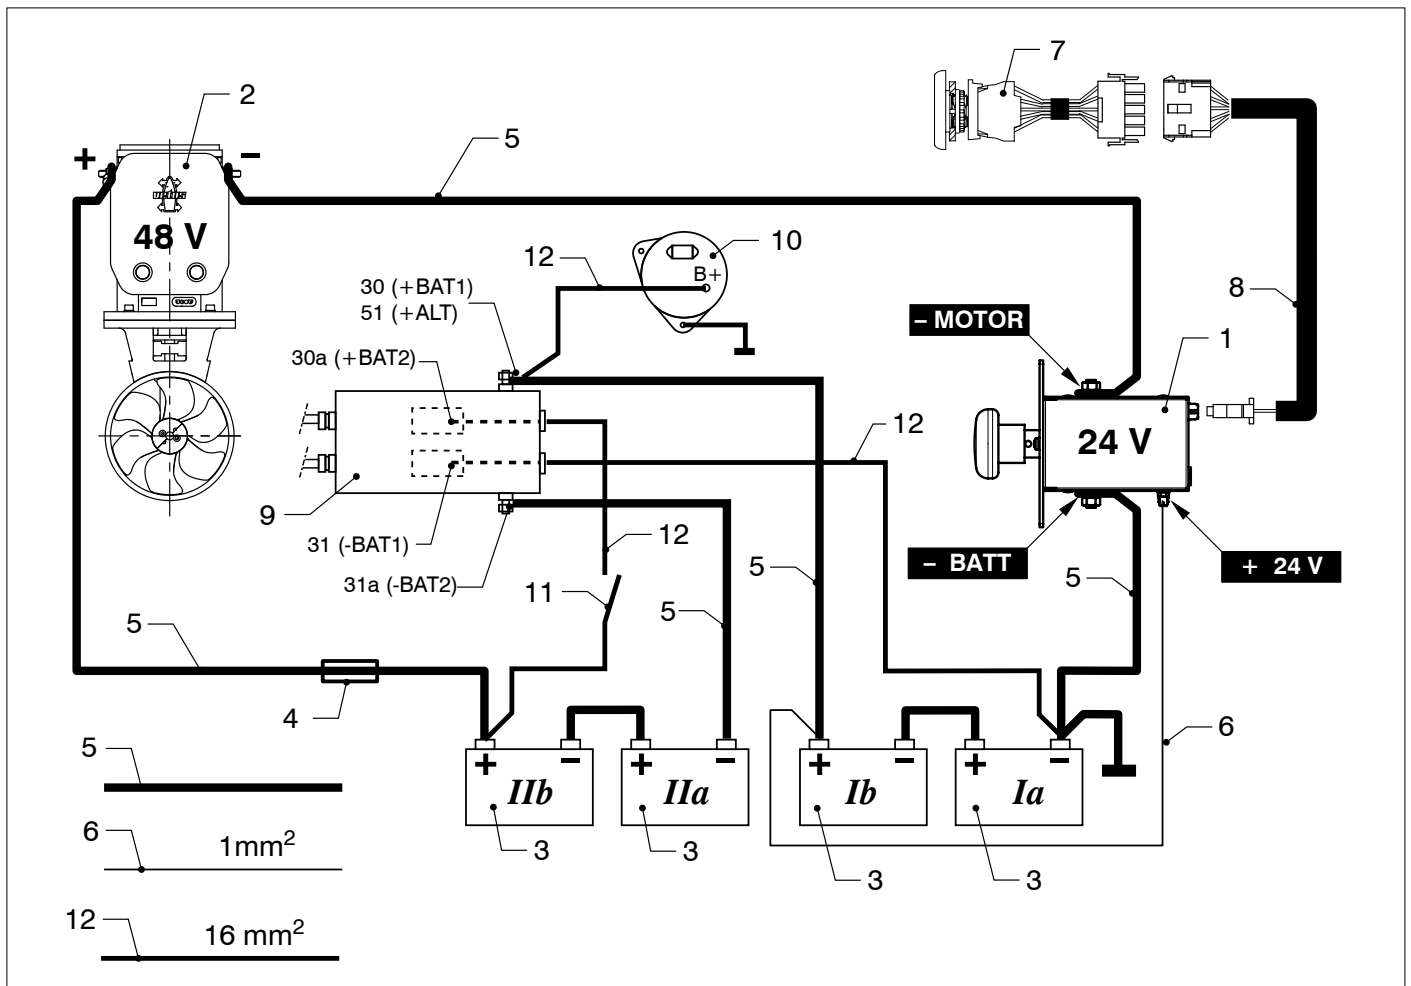 7
2
5
+
−
vetus
48 V
10
12
B+
30 (+BAT1)
51 (+ALT)
8
− MOTOR
1
30a (+BAT2)
12
24 V
9
31 (-BAT1)
12
− BATT
+ 24 V
31a (-BAT2)
5
5
11
5
5
4
6
5
+
−
+
−
+
−
+
−
IIb
IIa
Ib
Ia
6
1mm²
3
3
3
3
12
16 mm²